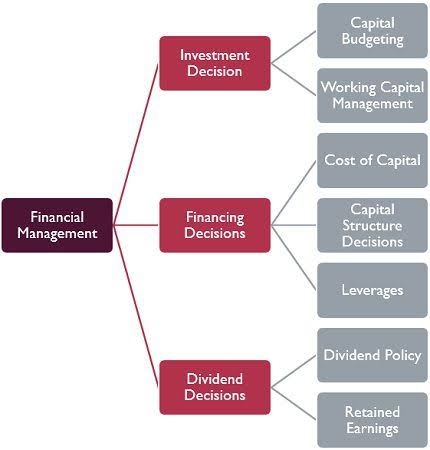 Financial
Management
Investment
Decision
Capital
Budgeting
Working Capital
Management
Financing
Decisions
Cost of Capital
Capital
Structure
Decisions
Leverages
Dividend
Decisions
Dividend Policy
Retained
Earnings